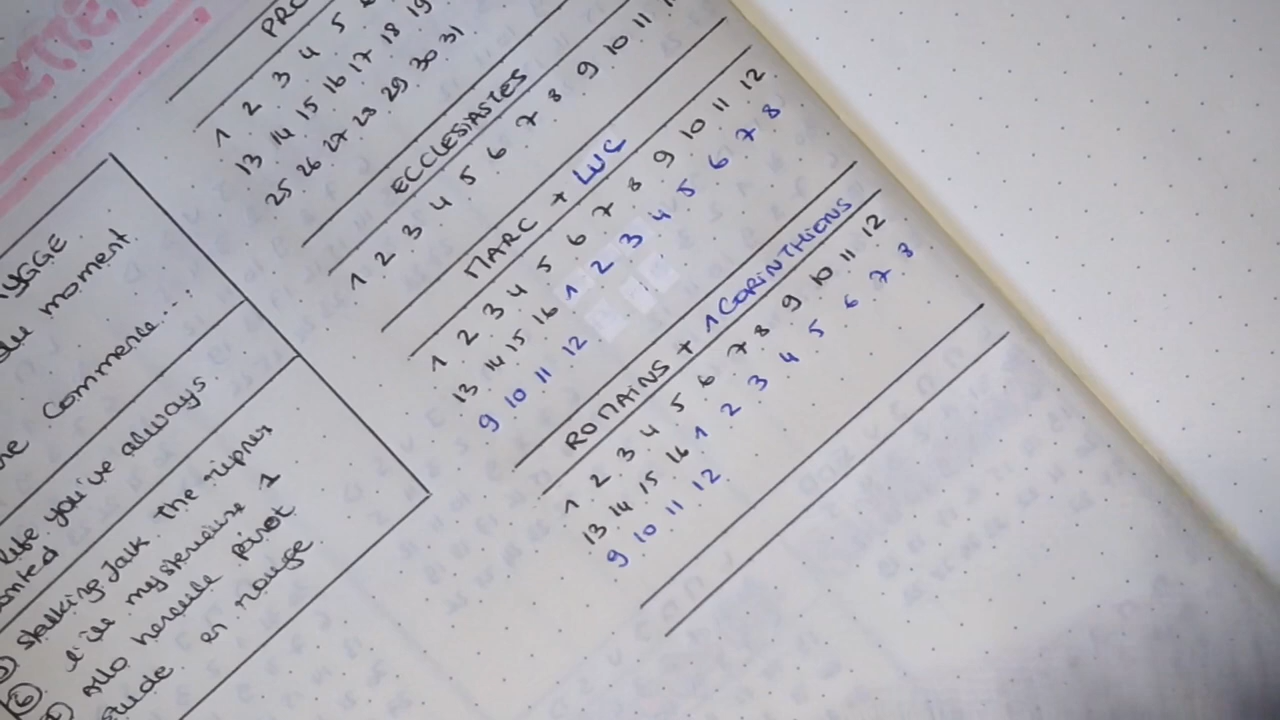 PRO
1 2 3 4 5
13 14 15 16 17 18 19
25 26 27 28 29 30 31
ECCLESIASTES
1 2 3 4 5 6 7 8 9 10 11
MARC + LUC
1 2 3 4 5 6 7 8 9 10 11 12
13 14 15 16 1 2 3 4 5 6 7 8
9 10 11 12
ROMAINS + 1 CORINTHIENS
1 2 3 4 5 6 7 8 9 10 11 12
13 14 15 16 1 2 3 4 5 6 7 8
9 10 11 12
YGGE
du moment
Commence...
life you've always
Stalking Jack the ripper
6 l'île mystérieuse 1
Allo hercule poirot
en rouge